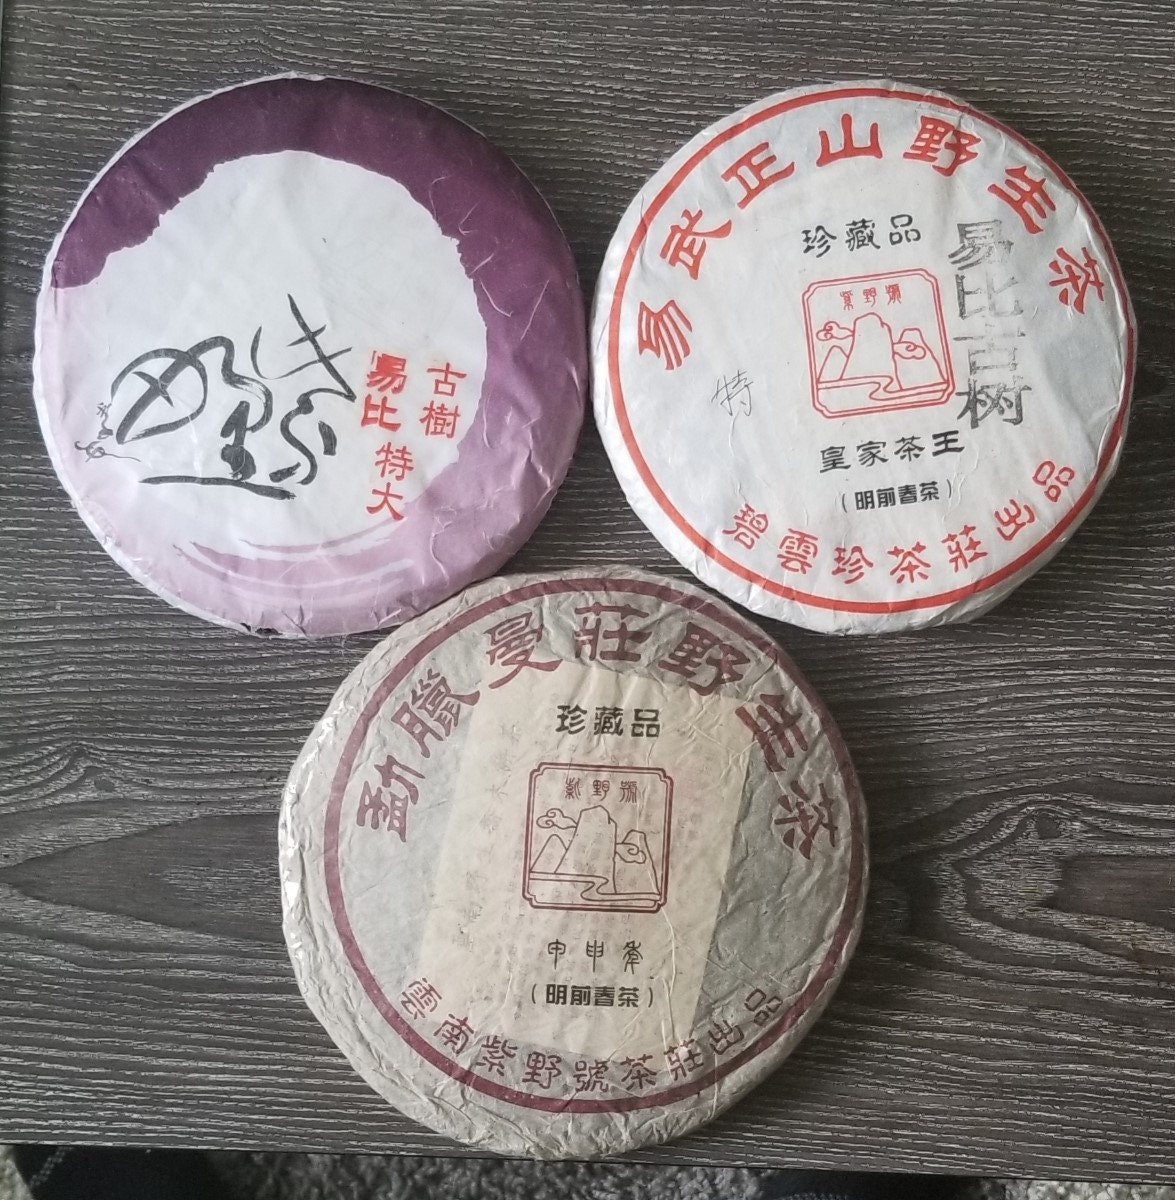 古樹
易比
特大
易武正山野生茶
珍藏品
紫野號
易比古树
特
皇家茶王
（明前春茶）
碧雲珍茶莊出品
勐臘曼莊野生茶
珍藏品
紫野號
甲申年
（明前春茶）
雲南紫野號茶莊出品